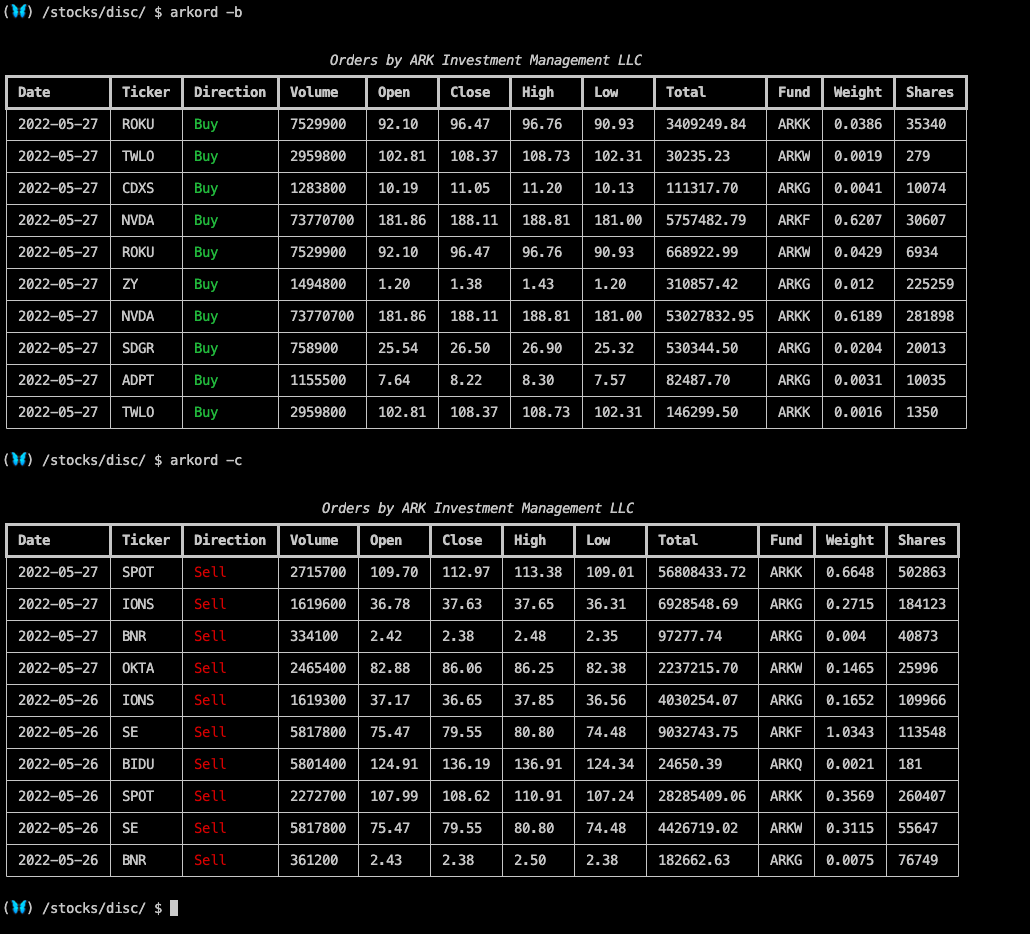 (🦋) /stocks/disc/ $ arkord -b
Orders by ARK Investment Management LLC
Date Ticker Direction Volume Open Close High Low Total Fund Weight Shares
2022-05-27 ROKU Buy 7529900 92.10 96.47 96.76 90.93 3409249.84 ARKK 0.0386 35340
2022-05-27 TWLO Buy 2959800 102.81 108.37 108.73 102.31 30235.23 ARKW 0.0019 279
2022-05-27 CDXS Buy 1283800 10.19 11.05 11.20 10.13 111317.70 ARKG 0.0041 10074
2022-05-27 NVDA Buy 73770700 181.86 188.11 188.81 181.00 5757482.79 ARKF 0.6207 30607
2022-05-27 ROKU Buy 7529900 92.10 96.47 96.76 90.93 668922.99 ARKW 0.0429 6934
2022-05-27 ZY Buy 1494800 1.20 1.38 1.43 1.20 310857.42 ARKG 0.012 225259
2022-05-27 NVDA Buy 73770700 181.86 188.11 188.81 181.00 53027832.95 ARKK 0.6189 281898
2022-05-27 SDGR Buy 758900 25.54 26.50 26.90 25.32 530344.50 ARKG 0.0204 20013
2022-05-27 ADPT Buy 1155500 7.64 8.22 8.30 7.57 82487.70 ARKG 0.0031 10035
2022-05-27 TWLO Buy 2959800 102.81 108.37 108.73 102.31 146299.50 ARKK 0.0016 1350
(🦋) /stocks/disc/ $ arkord -c
Orders by ARK Investment Management LLC
Date Ticker Direction Volume Open Close High Low Total Fund Weight Shares
2022-05-27 SPOT Sell 2715700 109.70 112.97 113.38 109.01 56808433.72 ARKK 0.6648 502863
2022-05-27 IONS Sell 1619600 36.78 37.63 37.65 36.31 6928548.69 ARKG 0.2715 184123
2022-05-27 BNR Sell 334100 2.42 2.38 2.48 2.35 97277.74 ARKG 0.004 40873
2022-05-27 OKTA Sell 2465400 82.88 86.06 86.25 82.38 2237215.70 ARKW 0.1465 25996
2022-05-26 IONS Sell 1619300 37.17 36.65 37.85 36.56 4030254.07 ARKG 0.1652 109966
2022-05-26 SE Sell 5817800 75.47 79.55 80.80 74.48 9032743.75 ARKF 1.0343 113548
2022-05-26 BIDU Sell 5801400 124.91 136.19 136.91 124.34 24650.39 ARKQ 0.0021 181
2022-05-26 SPOT Sell 2272700 107.99 108.62 110.91 107.24 28285409.06 ARKK 0.3569 260407
2022-05-26 SE Sell 5817800 75.47 79.55 80.80 74.48 4426719.02 ARKW 0.3115 55647
2022-05-26 BNR Sell 361200 2.43 2.38 2.50 2.38 182662.63 ARKG 0.0075 76749
(🦋) /stocks/disc/ $